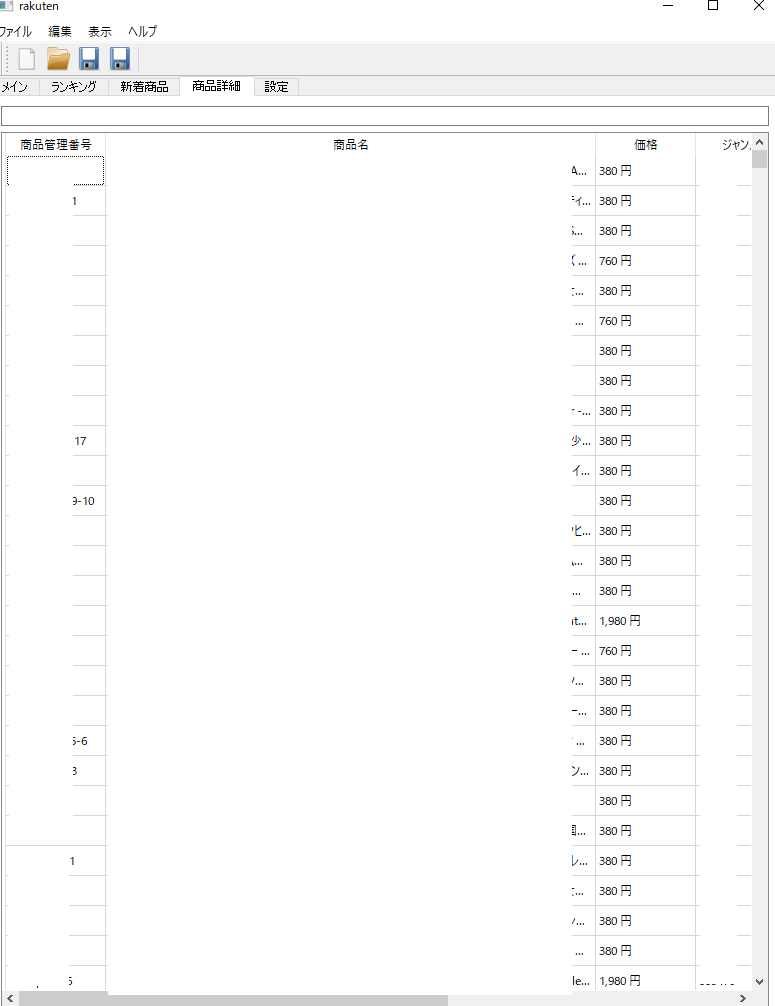 rakuten
ファイル 編集 表示 ヘルプ
メイン ランキング 新着商品 商品詳細 設定
商品管理番号 商品名 価格
A... 380 円
1 ティ... 380 円
... 380 円
く... 760 円
... 380 円
... 760 円
380 円
380 円
-... 380 円
17 少... 380 円
イ... 380 円
9-10 380 円
... 380 円
... 380 円
... 380 円
nt... 1,980 円
ー ... 760 円
... 380 円
ー... 380 円
5-6 ... 380 円
3 ン... 380 円
380 円
... 380 円
1 レ... 380 円
... 380 円
... 380 円
... 380 円
5 le... 1,980 円